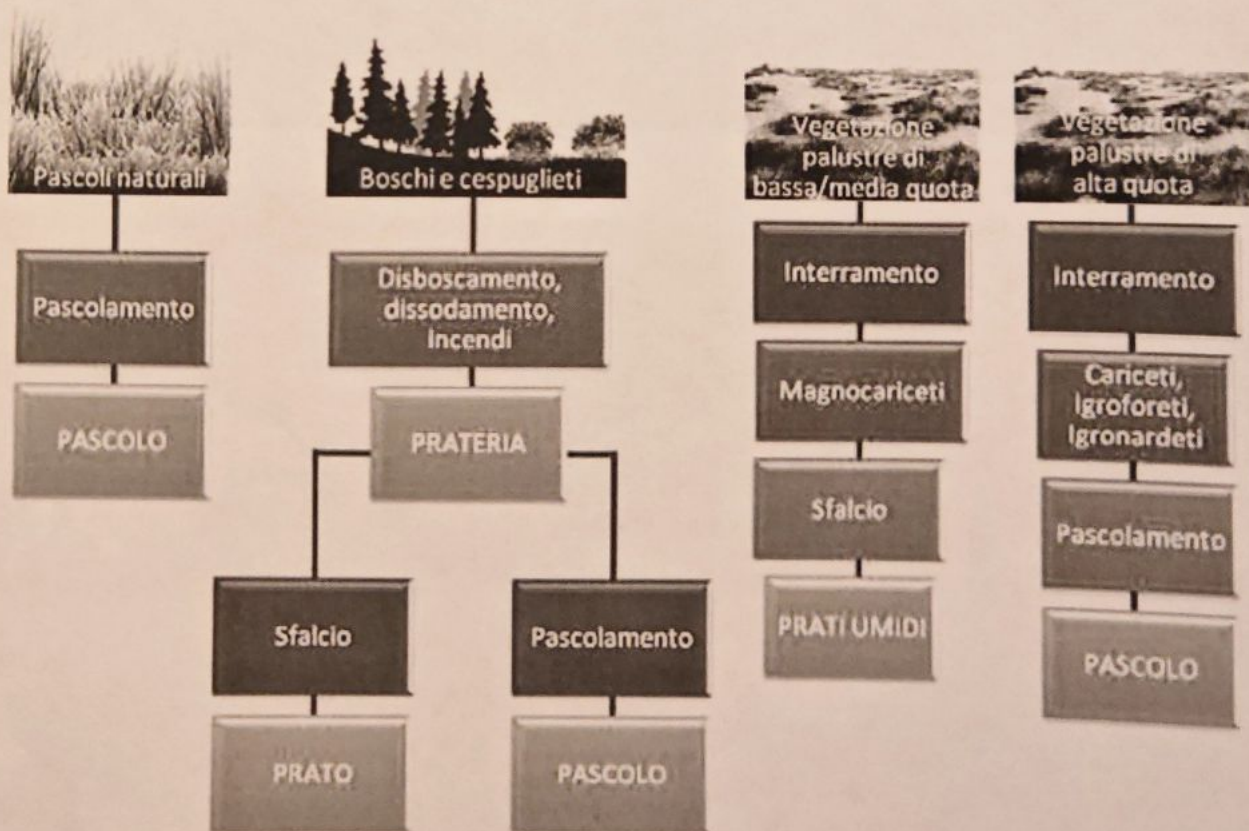 Pascoli naturali
Pascolamento
PASCOLO
Boschi e cespuglieti
Disboscamento,
dissodamento,
incendi
PRATERIA
Sfalcio
PRATO
Pascolamento
PASCOLO
Vegetazione
palustre di
bassa/media quota
Interramento
Magnocariceti
Sfalcio
PRATI UMIDI
Vegetazione
palustre di
alta quota
Interramento
Cariceti,
Igroforeti,
Igronardeti
Pascolamento
PASCOLO